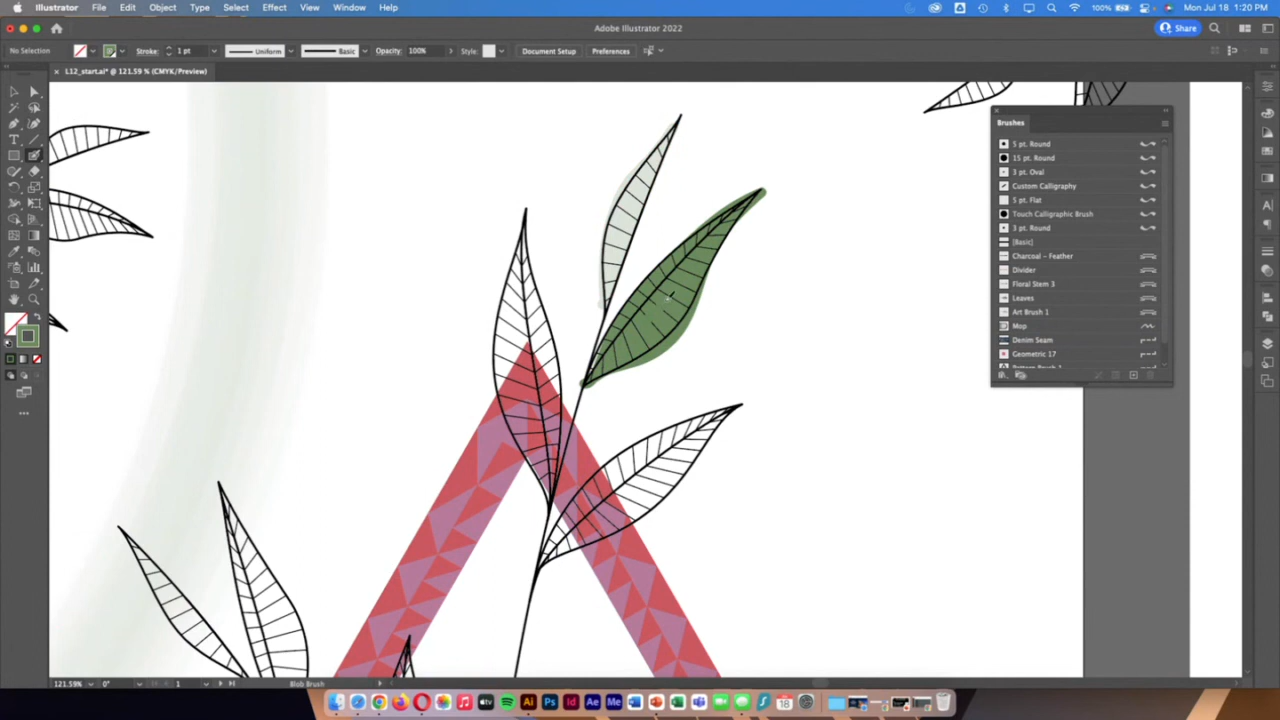 Illustrator File Edit Object Type Select Effect View Window Help 100% Mon Jul 18 1:20 PM
Adobe Illustrator 2022 Share
No Selection Stroke: 1 pt Uniform Basic Opacity: 100% Style: Document Setup Preferences
× L12_start.ai* @ 121.59 % (CMYK/Preview)
Brushes
5 pt. Round
15 pt. Round
3 pt. Oval
Custom Calligraphy
5 pt. Flat
Touch Calligraphic Brush
3 pt. Round
[Basic]
Charcoal - Feather
Divider
Floral Stem 3
Leaves
Art Brush 1
Mop
Denim Seam
Geometric 17
Pattern Brush 1
121.59% 0° 1 Blob Brush